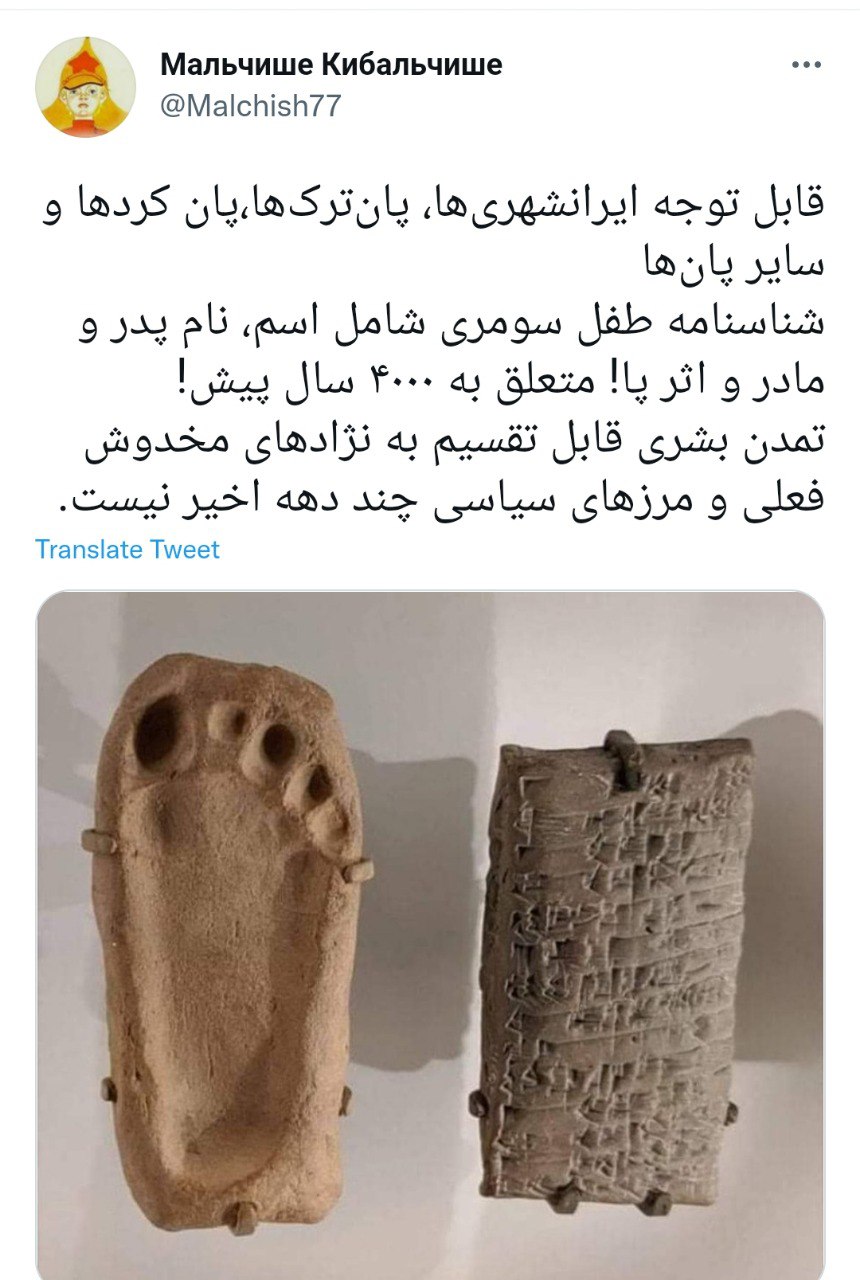 Мальчише Кибальчише
@Malchish77
قابل توجه ایرانشهری‌ها، پان‌ترک‌ها،پان کردها و
سایر پان‌ها
شناسنامه طفل سومری شامل اسم، نام پدر و
مادر و اثر پا! متعلق به ۴۰۰۰ سال پیش!
تمدن بشری قابل تقسیم به نژادهای مخدوش
فعلی و مرزهای سیاسی چند دهه اخیر نیست.
Translate Tweet